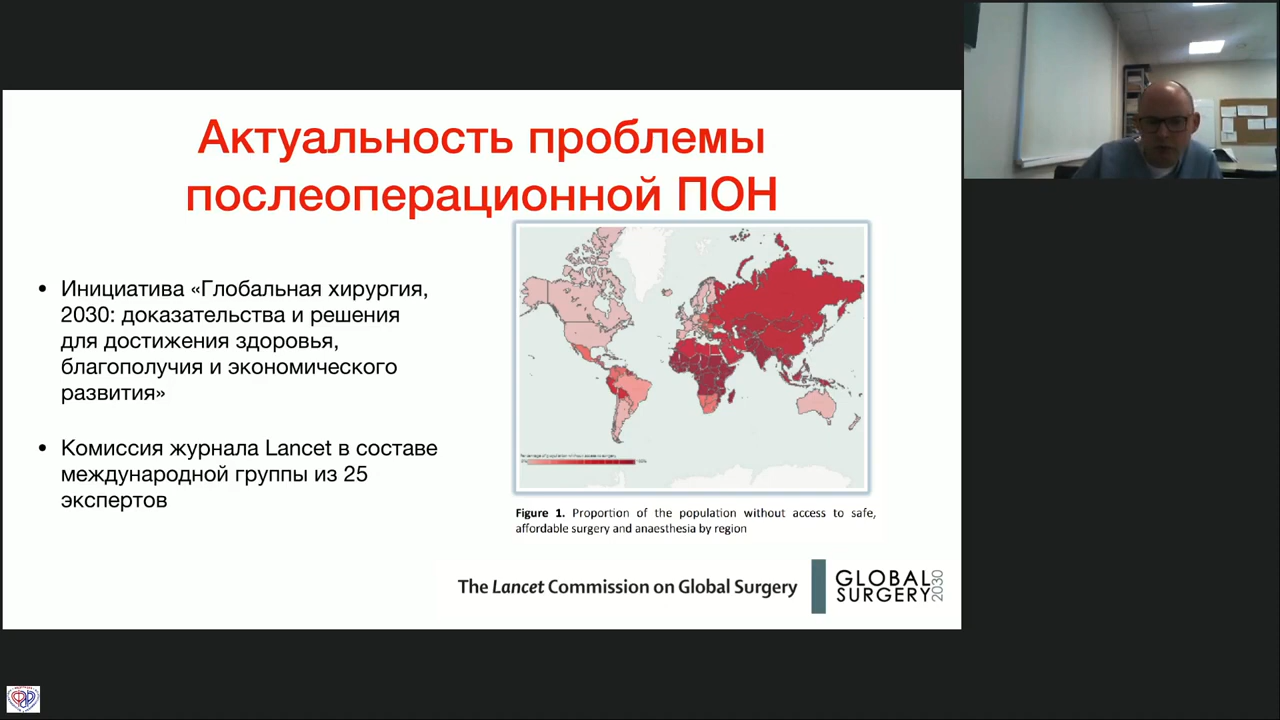 Актуальность проблемы
послеоперационной ПОН
• Инициатива «Глобальная хирургия,
2030: доказательства и решения
для достижения здоровья,
благополучия и экономического
развития»
• Комиссия журнала Lancet в составе
международной группы из 25
экспертов
Figure 1. Proportion of the population without access to safe,
affordable surgery and anaesthesia by region
The Lancet Commission on Global Surgery
GLOBAL
SURGERY
2030